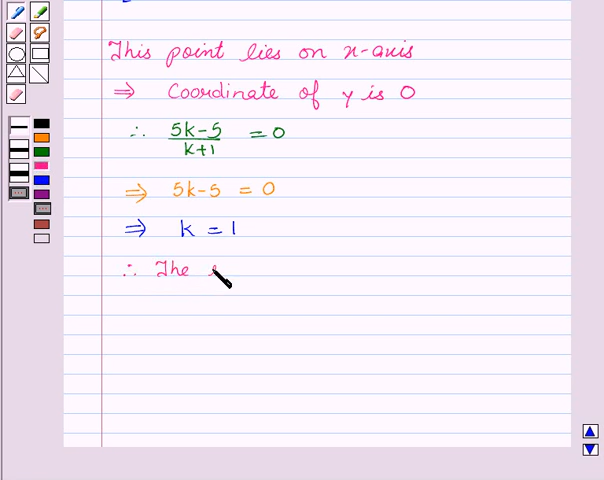 This point lies on x-axis
⇒ Coordinate of y is 0
∴ 5k-5/k+1 = 0
⇒ 5k-5 = 0
⇒ k = 1
∴ The